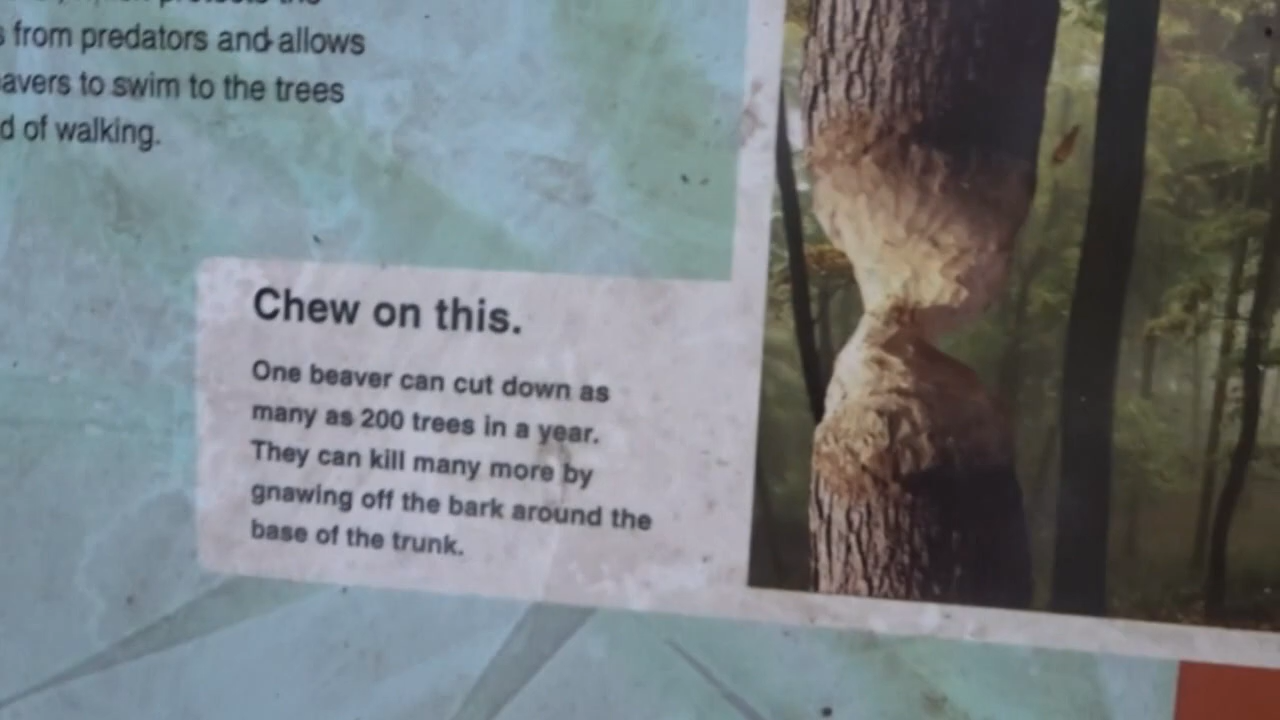 from predators and allows
to swim to the trees
of walking.
Chew on this.
One beaver can cut down as
many as 200 trees in a year.
They can kill many more by
gnawing off the bark around the
base of the trunk.